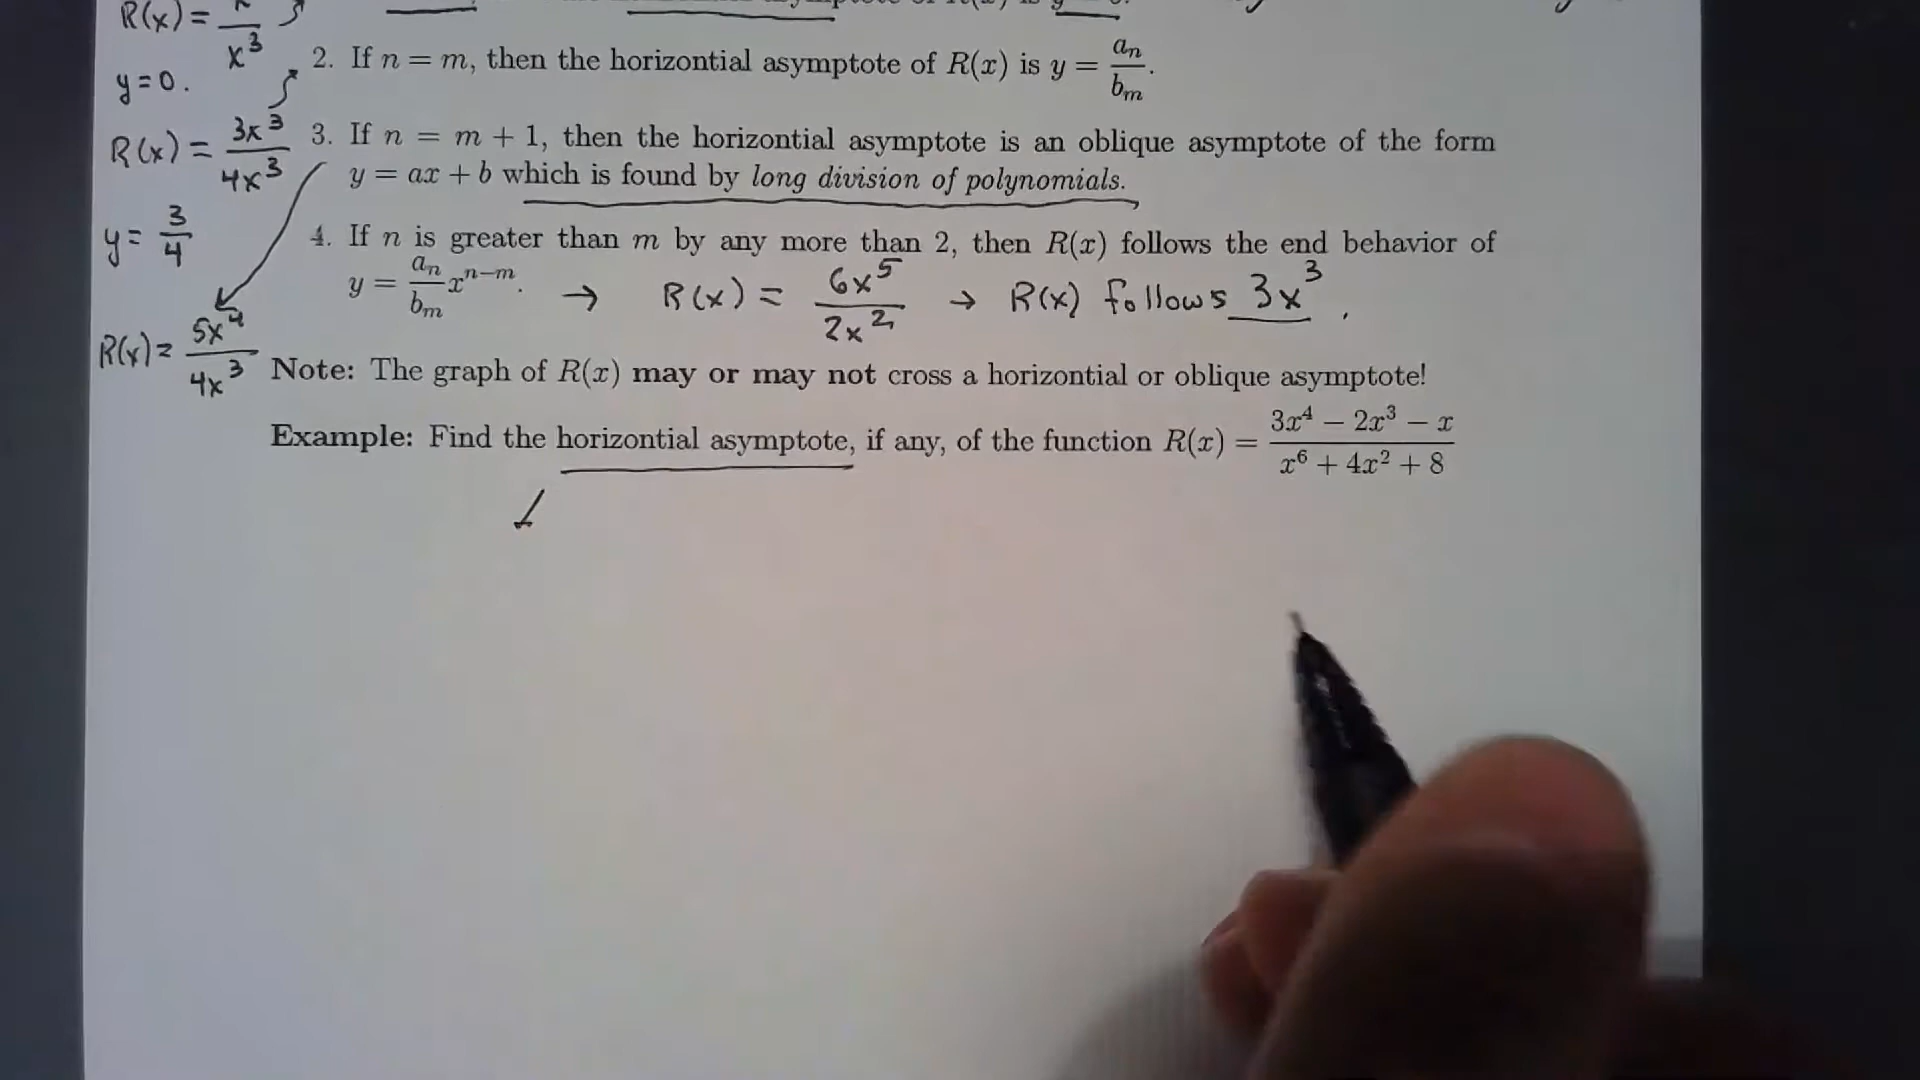 R(x) = x/x³
y = 0.
2. If n = m, then the horizontial asymptote of R(x) is y = aₙ/bₘ.
R(x) = 3x³/4x³
3. If n = m + 1, then the horizontial asymptote is an oblique asymptote of the form
y = ax + b which is found by long division of polynomials.
y = 3/4
4. If n is greater than m by any more than 2, then R(x) follows the end behavior of
y = aₙ/bₘ xⁿ⁻ᵐ. → R(x) = 6x⁵/2x² → R(x) follows 3x³.
R(x) = 5x⁴/4x³
Note: The graph of R(x) may or may not cross a horizontial or oblique asymptote!
Example: Find the horizontial asymptote, if any, of the function R(x) = (3x⁴ − 2x³ − x)/(x⁶ + 4x² + 8)